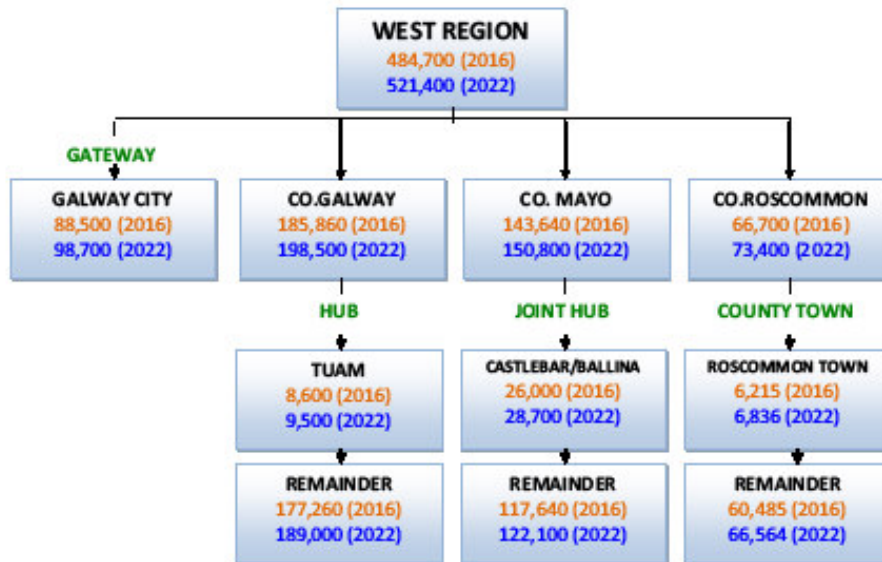 WEST REGION
484,700 (2016)
521,400 (2022)
GATEWAY
GALWAY CITY
88,500 (2016)
98,700 (2022)
CO.GALWAY
185,860 (2016)
198,500 (2022)
CO. MAYO
143,640 (2016)
150,800 (2022)
CO.ROSCOMMON
66,700 (2016)
73,400 (2022)
HUB
JOINT HUB
COUNTY TOWN
TUAM
8,600 (2016)
9,500 (2022)
CASTLEBAR/BALLINA
26,000 (2016)
28,700 (2022)
ROSCOMMON TOWN
6,215 (2016)
6,836 (2022)
REMAINDER
177,260 (2016)
189,000 (2022)
REMAINDER
117,640 (2016)
122,100 (2022)
REMAINDER
60,485 (2016)
66,564 (2022)